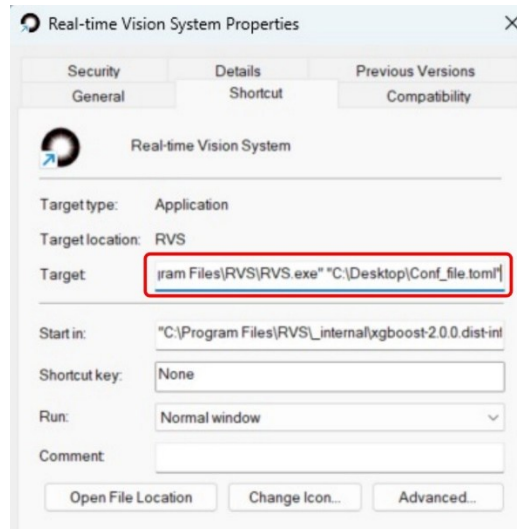 Real-time Vision System Properties
Security Details Previous Versions
General Shortcut Compatibility
Real-time Vision System
Target type: Application
Target location: RVS
Target: ram Files\RVS\RVS.exe" "C:\Desktop\Conf_file.toml"
Start in: "C:\Program Files\RVS\_internal\xgboost-2.0.0.dist-inf
Shortcut key: None
Run: Normal window
Comment:
Open File Location Change Icon... Advanced...